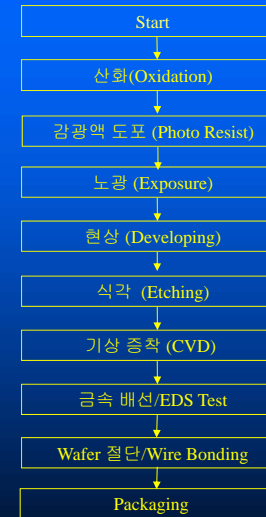 Start
산화(Oxidation)
감광액 도포 (Photo Resist)
노광 (Exposure)
현상 (Developing)
식각 (Etching)
기상 증착 (CVD)
금속 배선/EDS Test
Wafer 절단/Wire Bonding
Packaging